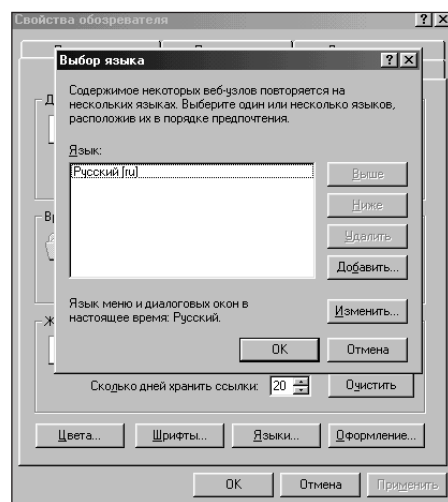 Свойства обозревателя
Выбор языка
Содержимое некоторых веб-узлов повторяется на
нескольких языках. Выберите один или несколько языков,
расположив их в порядке предпочтения.
Язык:
Русский [ru]
Выше
Ниже
Удалить
Добавить...
Язык меню и диалоговых окон в
настоящее время: Русский.
Изменить...
OK
Отмена
Сколько дней хранить ссылки: 20
Очистить
Цвета...
Шрифты...
Языки...
Оформление...
OK
Отмена
Применить